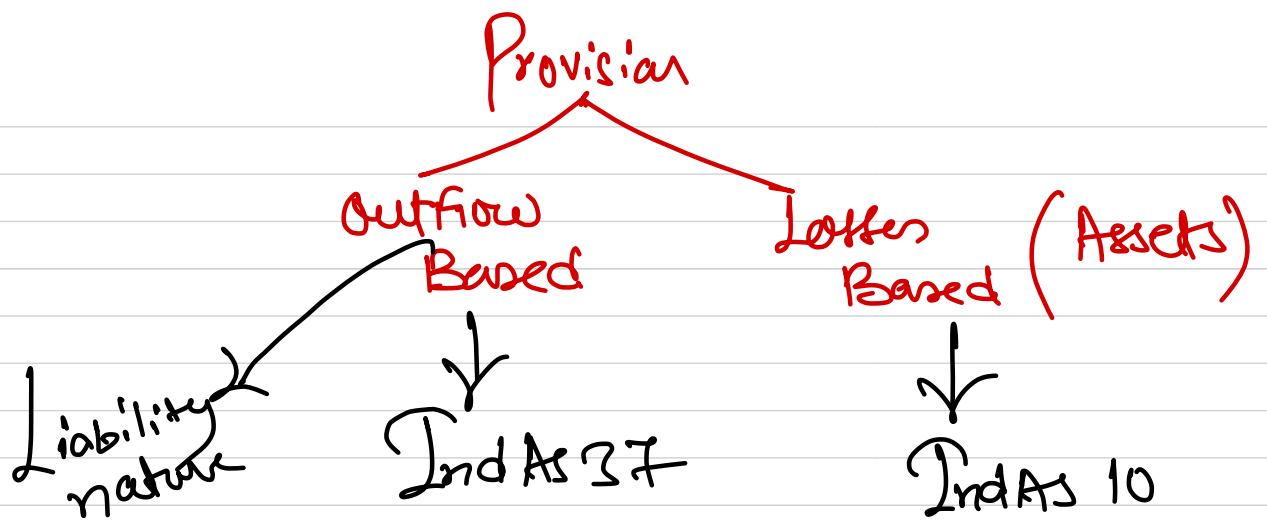 Provision
Outflow
Based
Losses
Based
(Assets)
Liability
nature
Ind AS 37
Ind AS 10